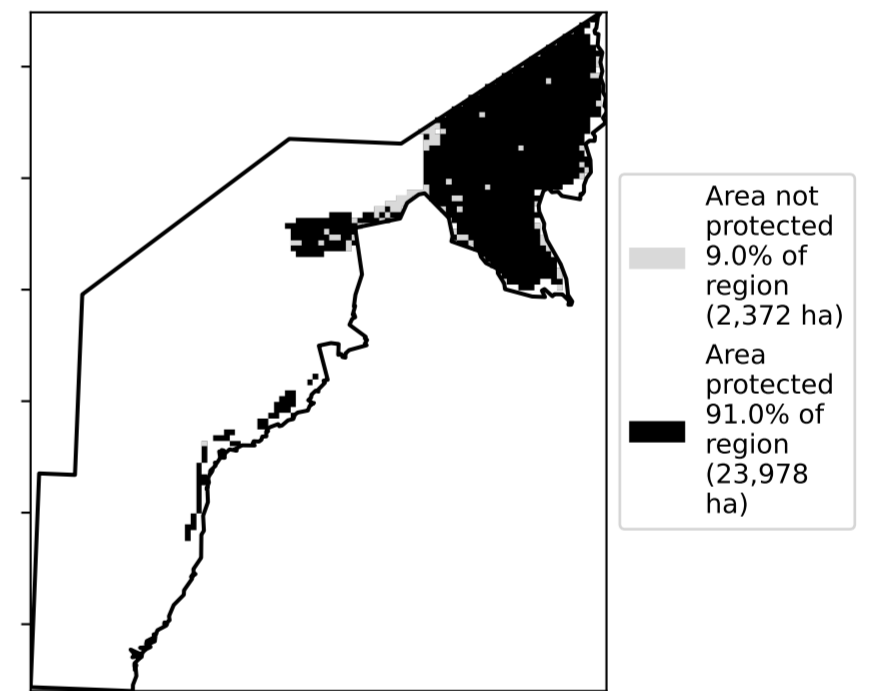 Area not
protected
9.0% of
region
(2,372 ha)
Area
protected
91.0% of
region
(23,978
ha)